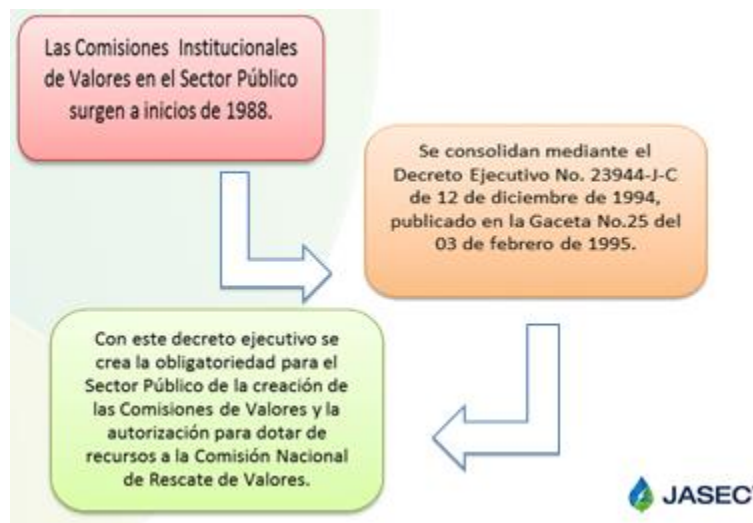 Las Comisiones Institucionales
de Valores en el Sector Público
surgen a inicios de 1988.
Se consolidan mediante el
Decreto Ejecutivo No. 23944-J-C
de 12 de diciembre de 1994,
publicado en la Gaceta No.25 del
03 de febrero de 1995.
Con este decreto ejecutivo se
crea la obligatoriedad para el
Sector Público de la creación de
las Comisiones de Valores y la
autorización para dotar de
recursos a la Comisión Nacional
de Rescate de Valores.
JASEC